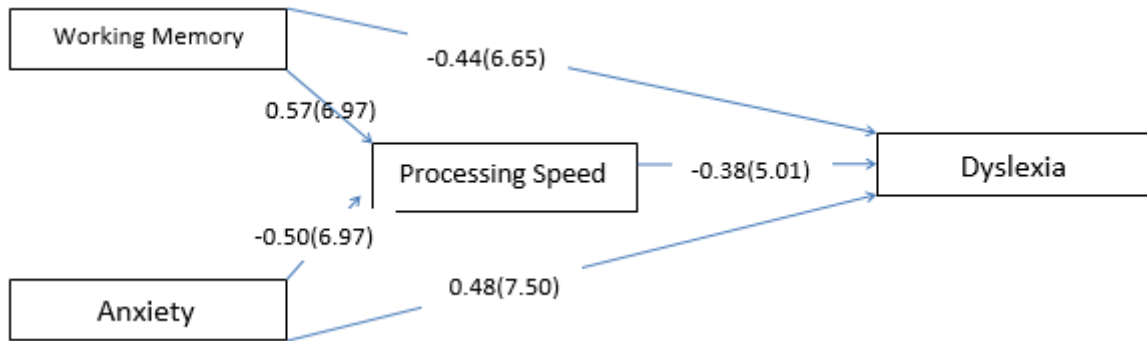 Working Memory
-0.44(6.65)
0.57(6.97)
Processing Speed
-0.38(5.01)
Dyslexia
-0.50(6.97)
0.48(7.50)
Anxiety